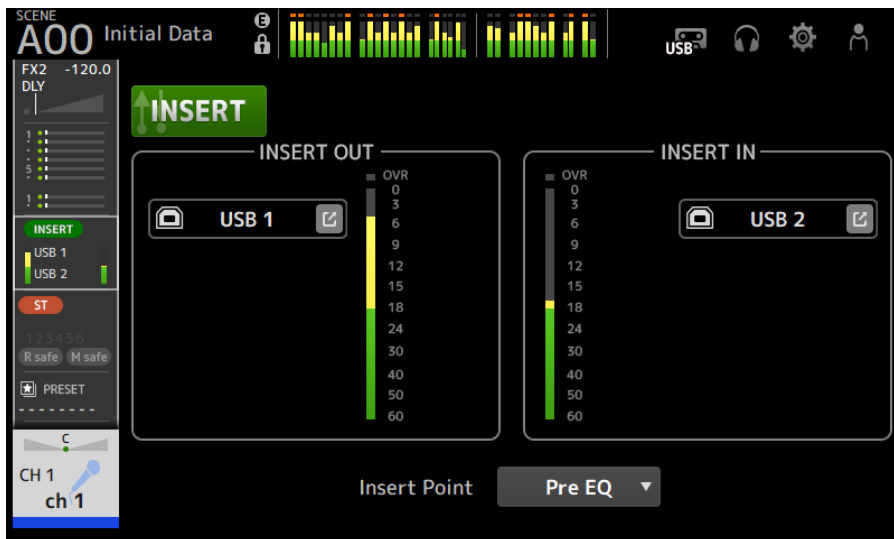 SCENE
A00 Initial Data
E
USB
FX2 -120.0
DLY
1
5
1
INSERT
USB 1
USB 2
ST
123456
R safe M safe
PRESET
--------
C
CH 1
ch 1
INSERT
INSERT OUT
USB 1
OVR
0
3
6
9
12
15
18
24
30
40
50
60
INSERT IN
OVR
0
3
6
9
12
15
18
24
30
40
50
60
USB 2
Insert Point Pre EQ